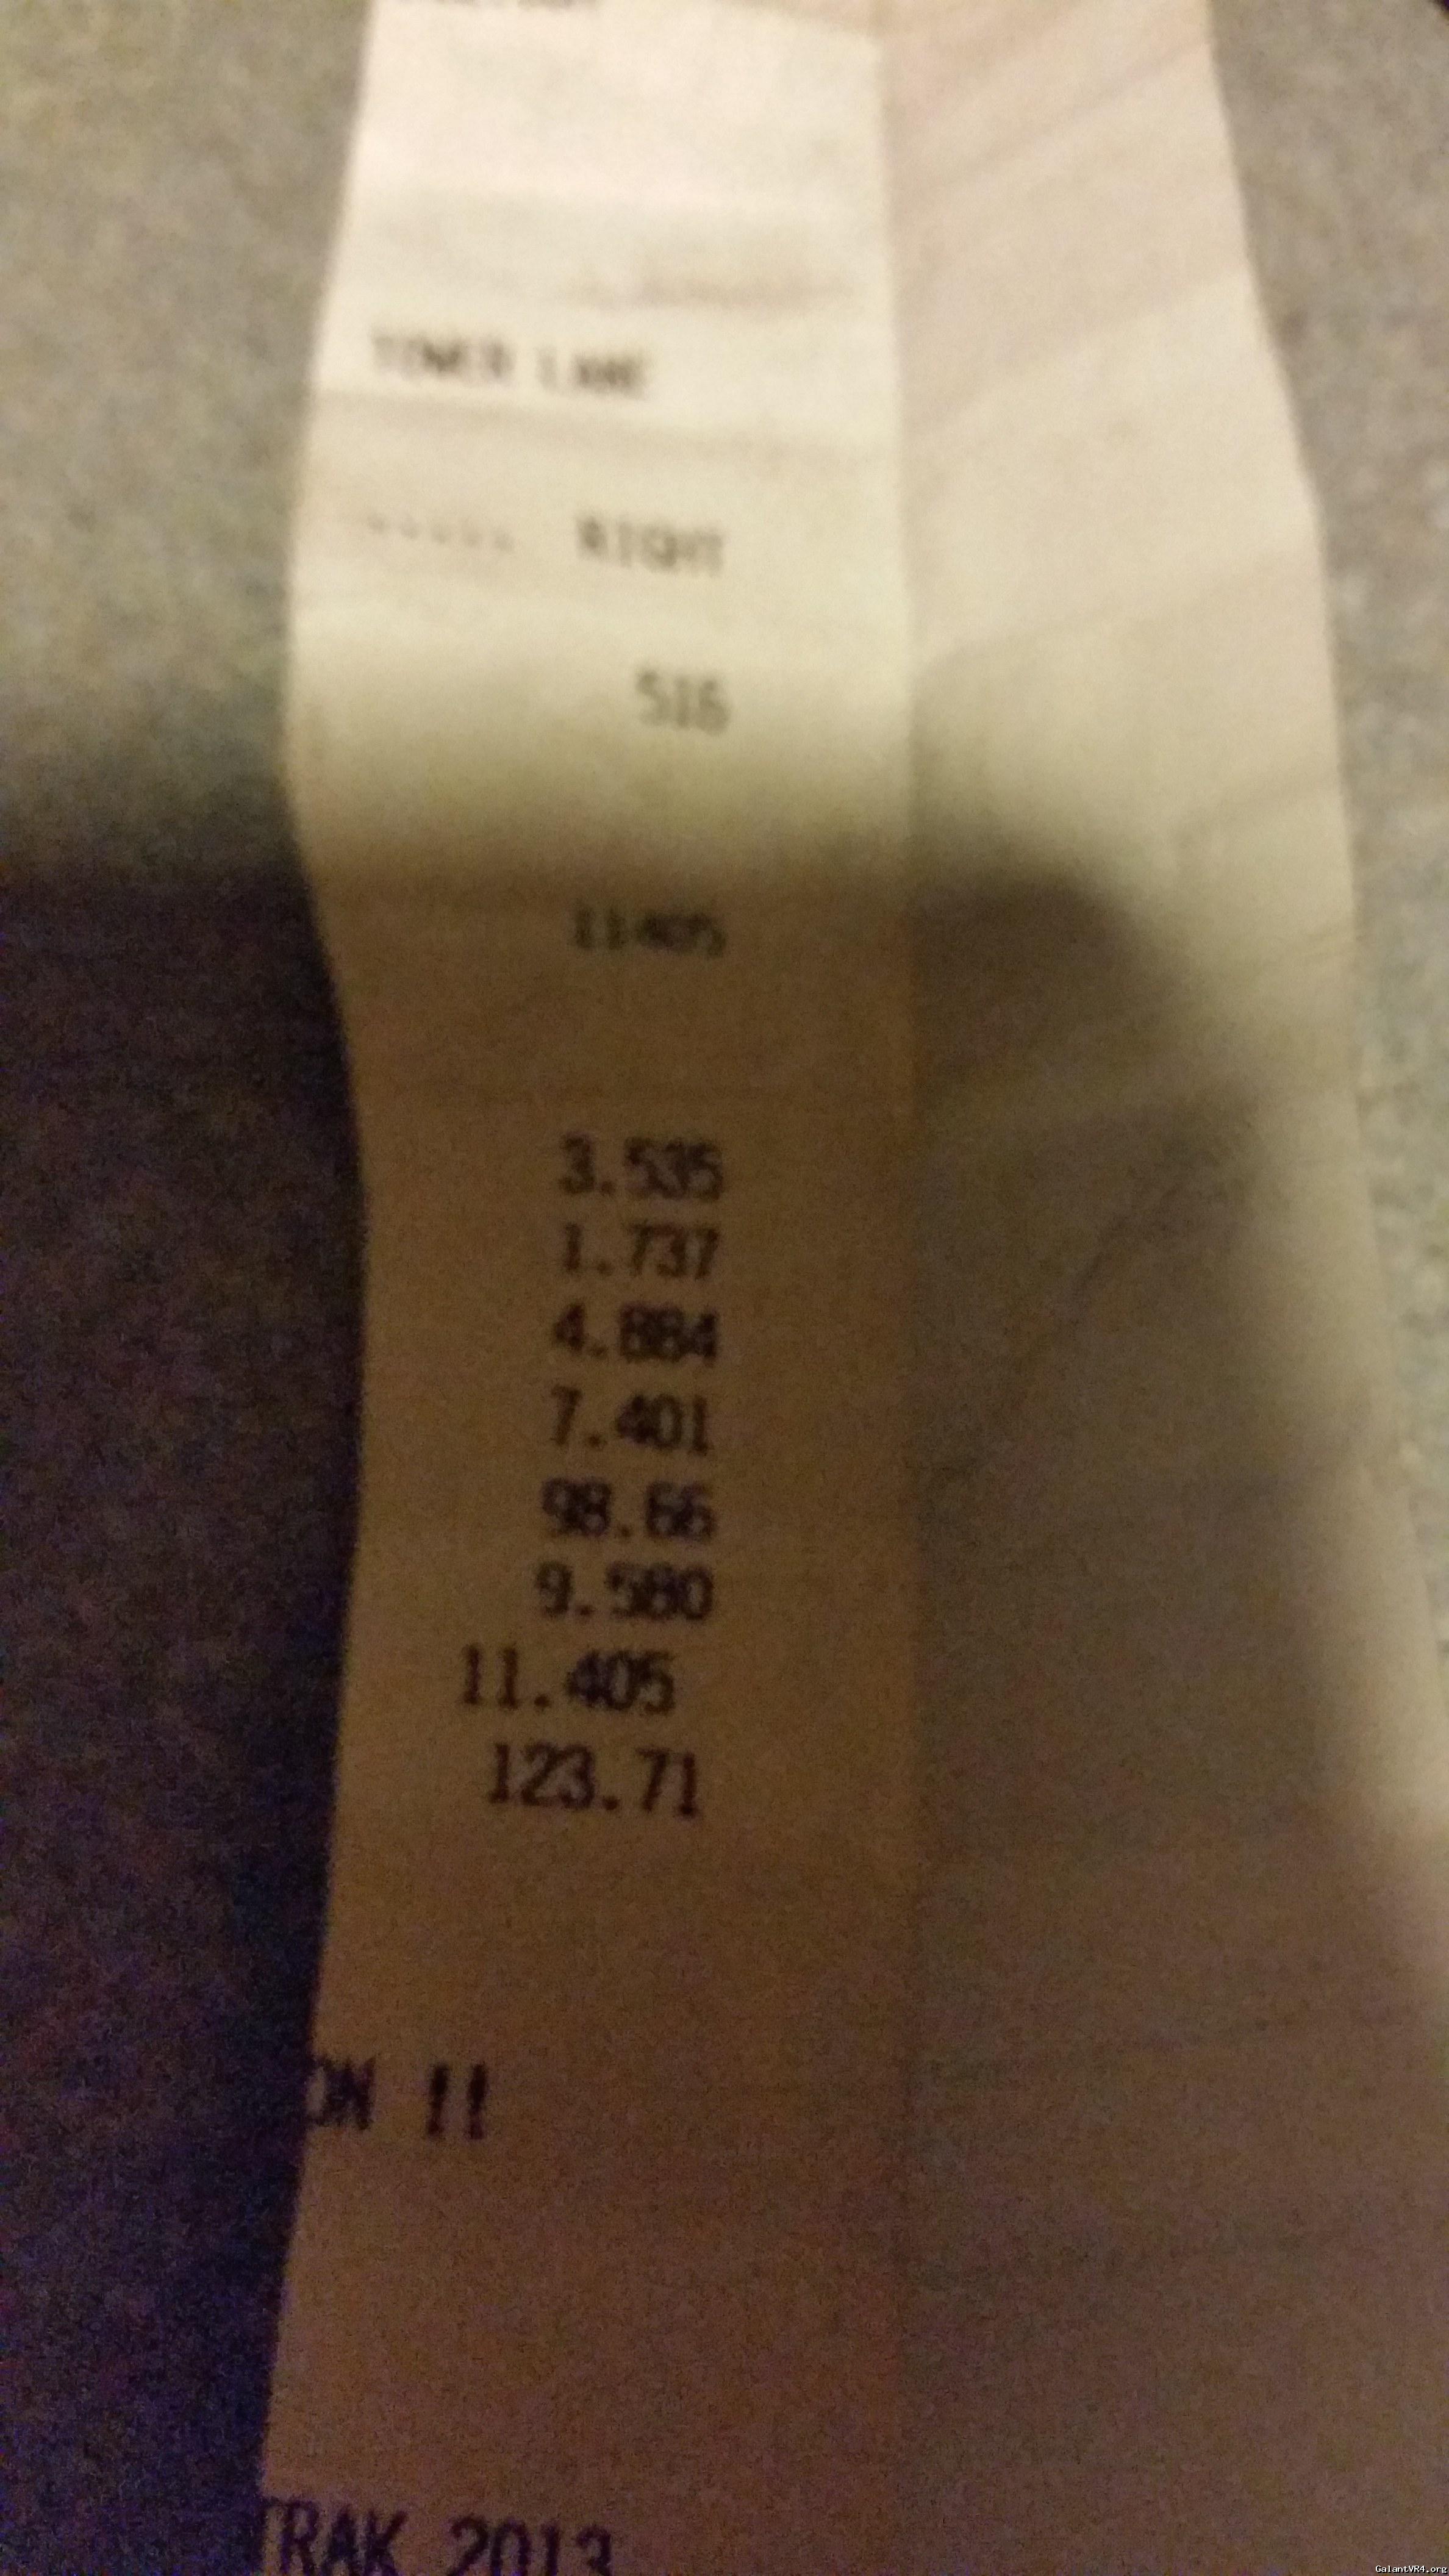 TOWER LANE
RIGHT
516
11405
3.535
1.737
4.884
7.401
98.66
9.580
11.405
123.71
ON !!
TRAK 2013
GalantVR4.org